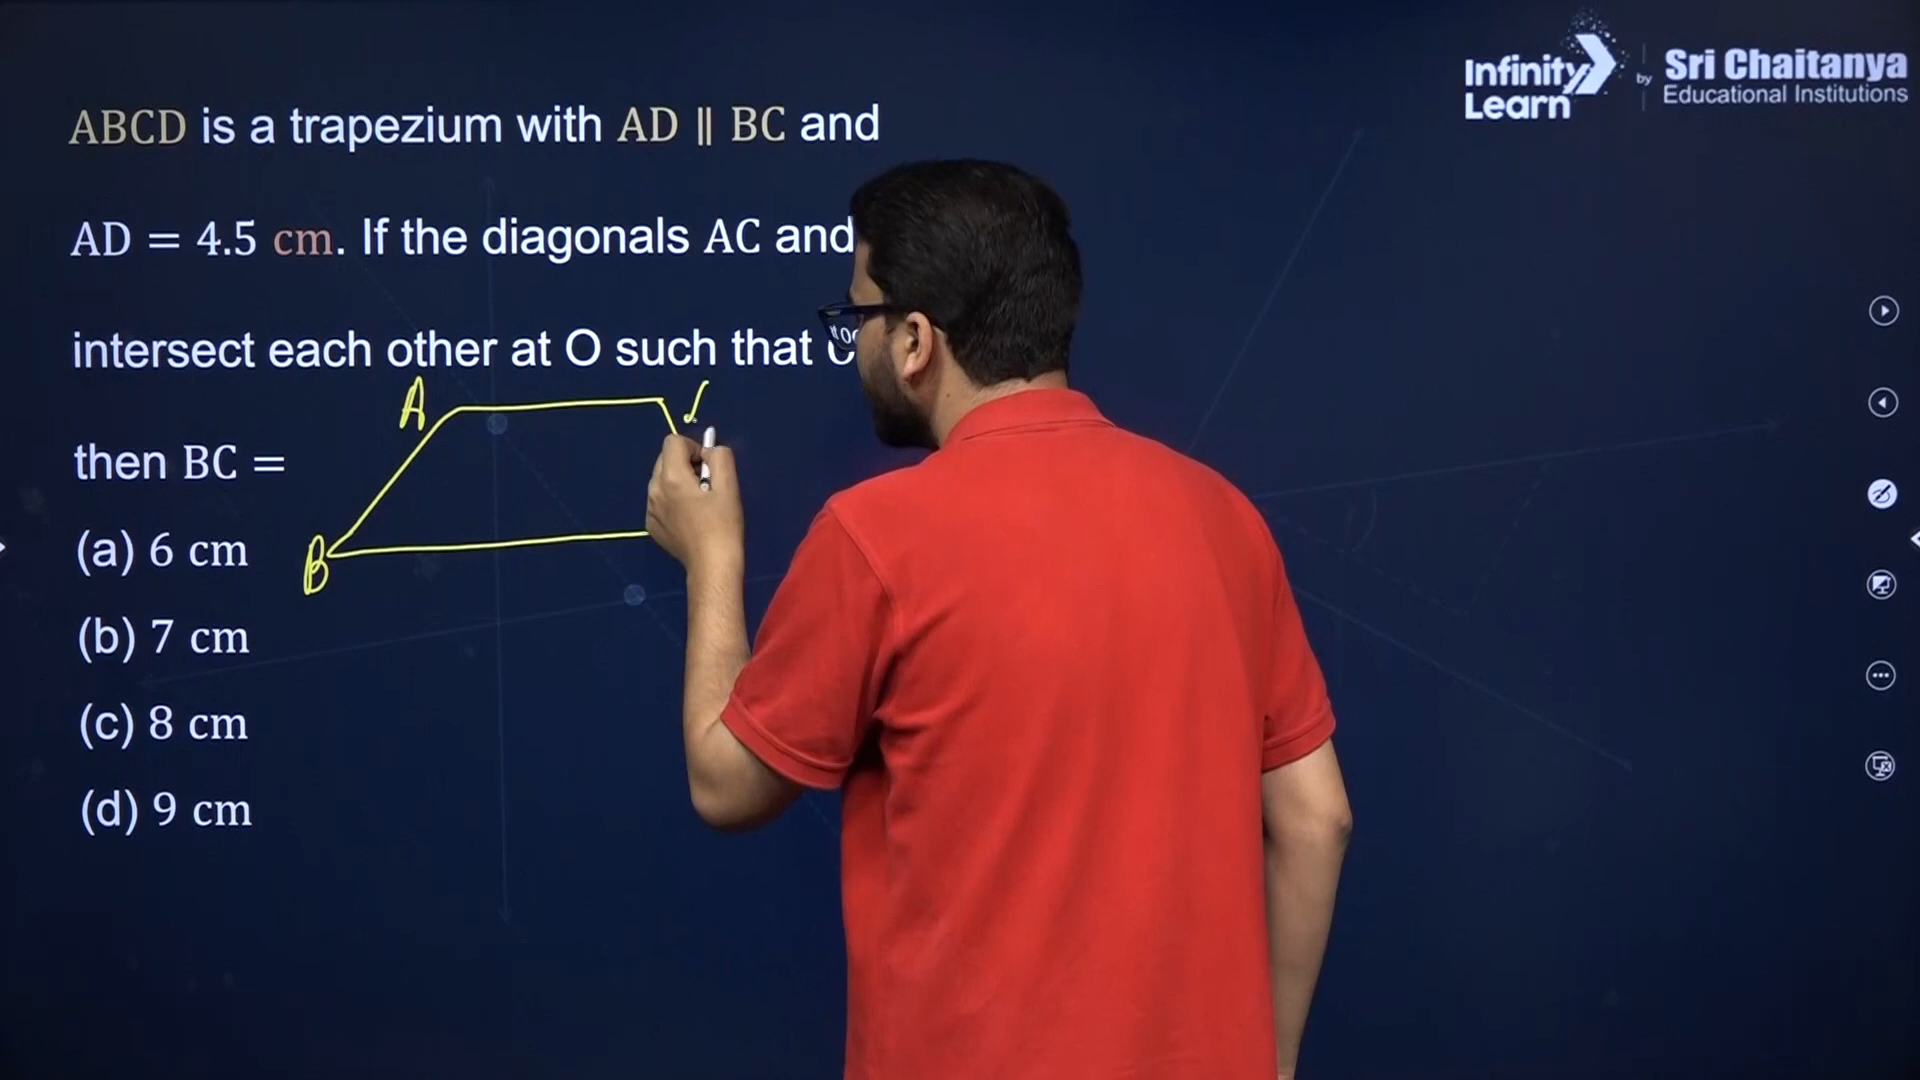 Infinity Learn
by
Sri Chaitanya
Educational Institutions
ABCD is a trapezium with AD ∥ BC and
AD = 4.5 cm. If the diagonals AC and
intersect each other at O such that
then BC =
(a) 6 cm
(b) 7 cm
(c) 8 cm
(d) 9 cm
A
B